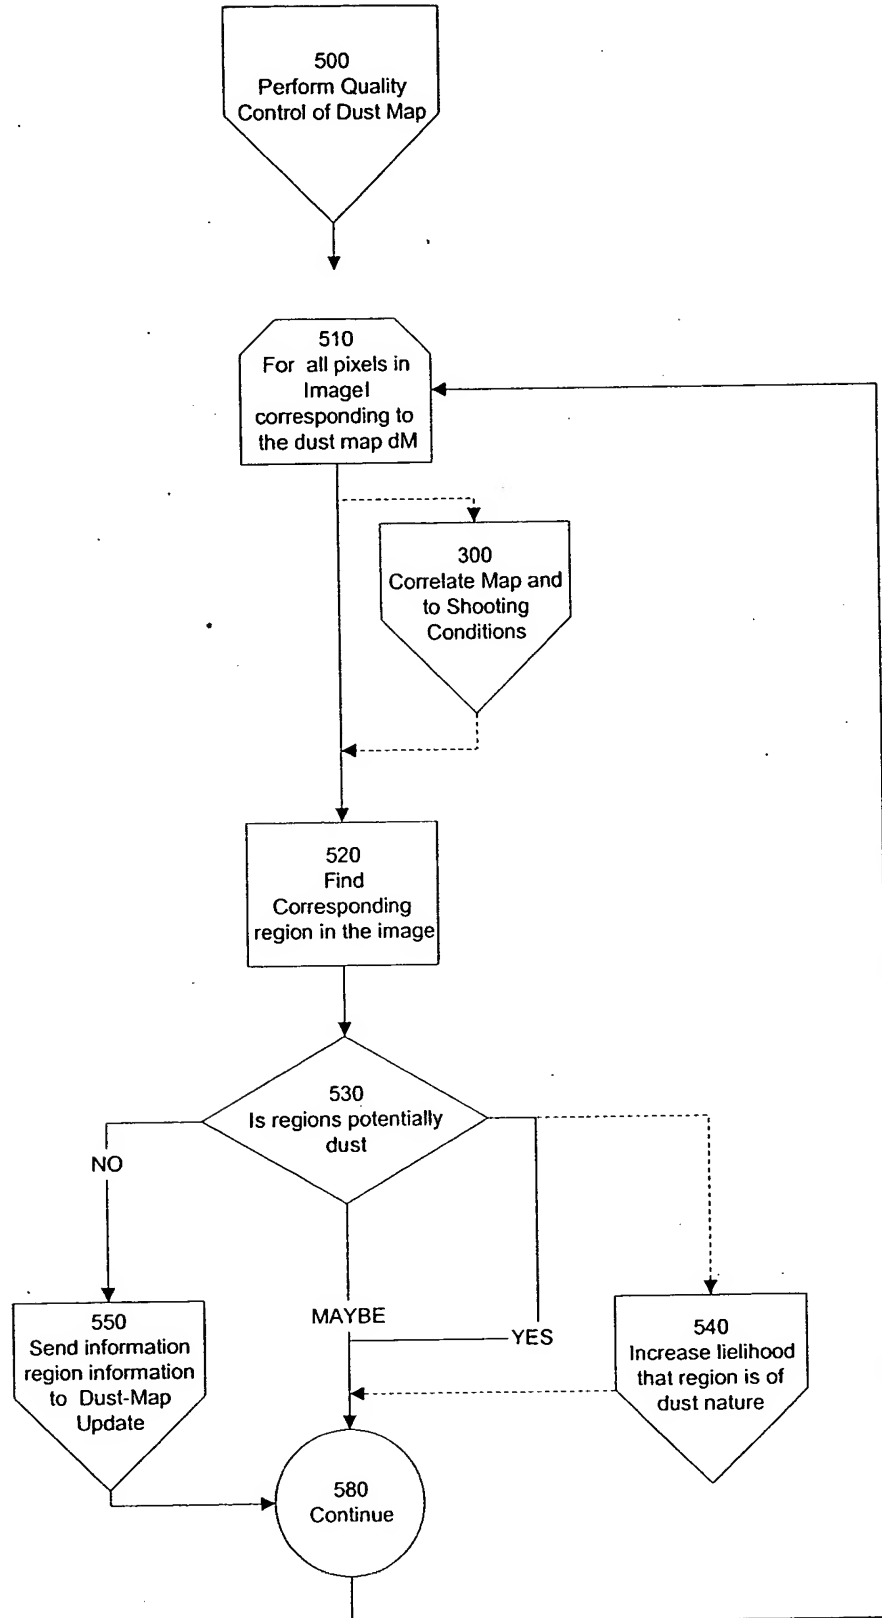 500
Perform Quality
Control of Dust Map
510
For all pixels in
ImageI
corresponding to
the dust map dM
300
Correlate Map and
to Shooting
Conditions
520
Find
Corresponding
region in the image
530
Is regions potentially
dust
NO
MAYBE
YES
550
Send information
region information
to Dust-Map
Update
540
Increase lielihood
that region is of
dust nature
580
Continue